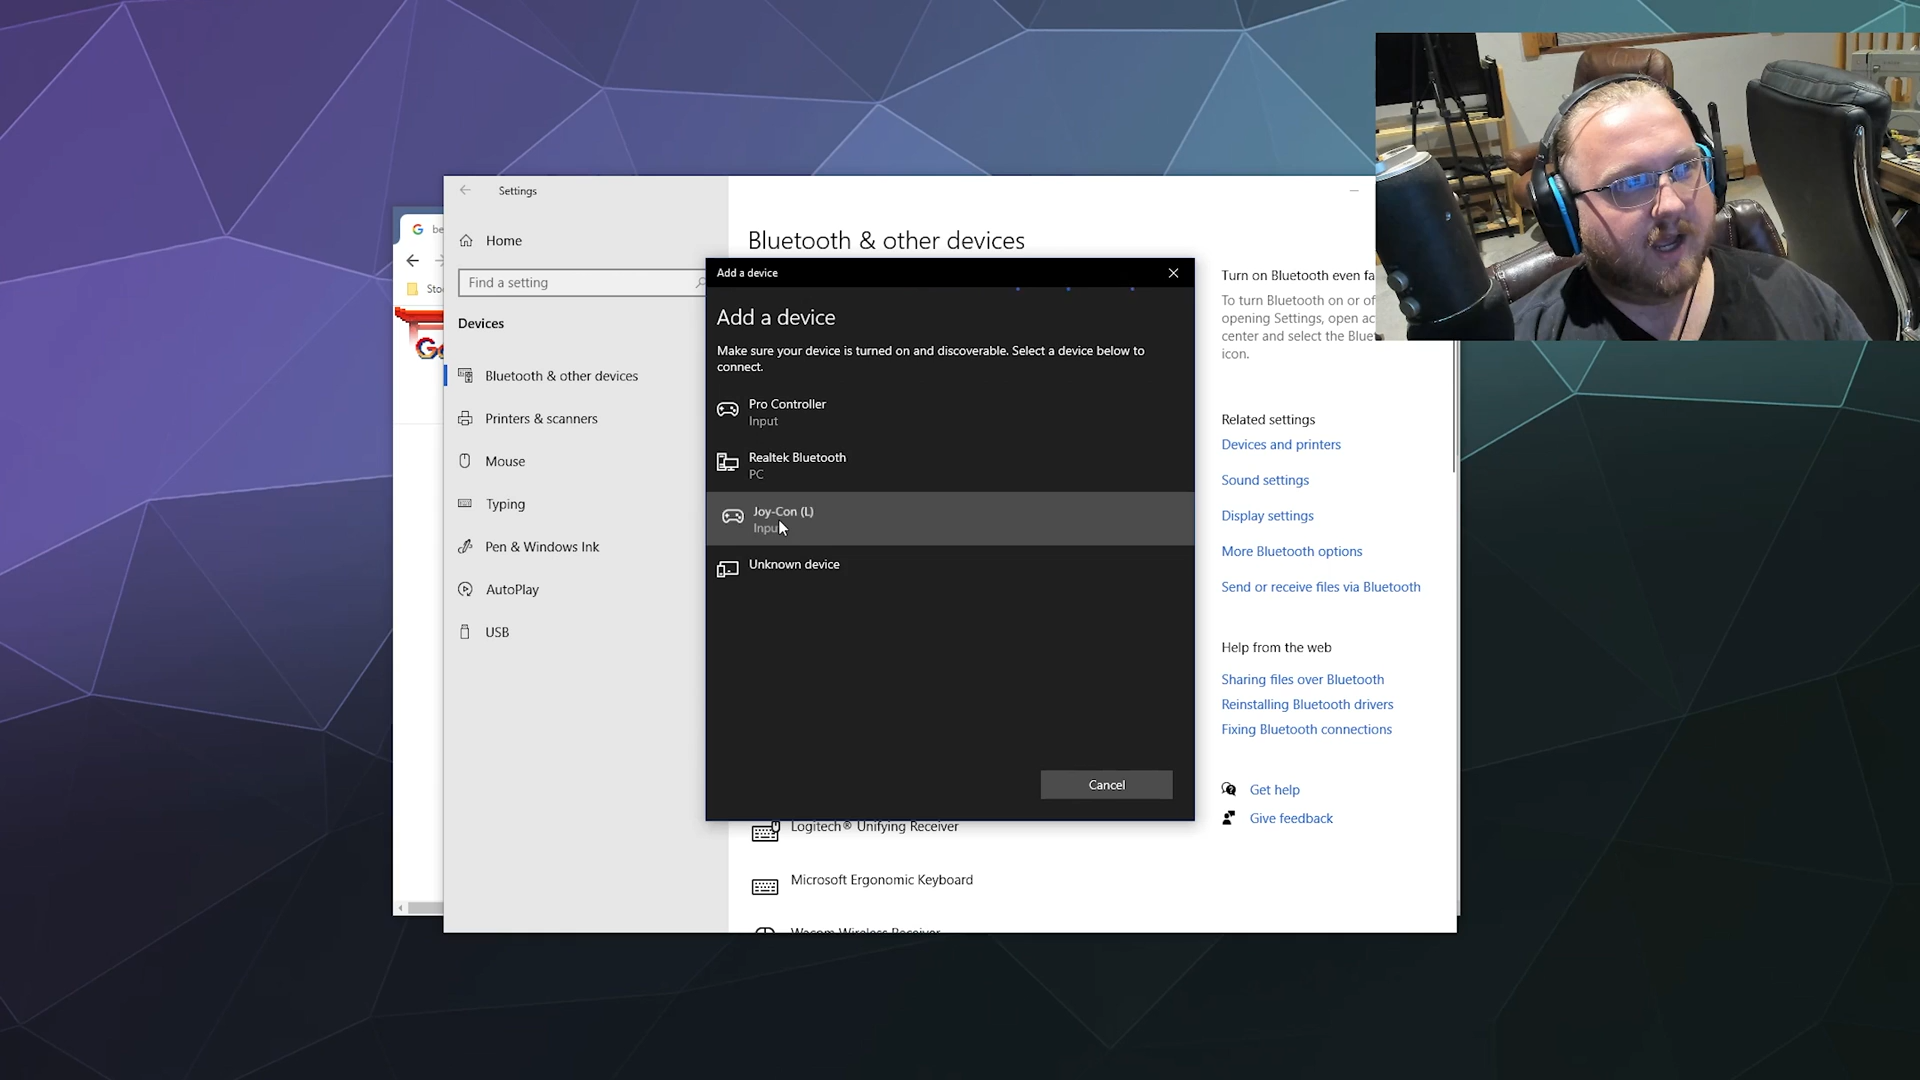 Settings
Home
Find a setting
Devices
Bluetooth & other devices
Printers & scanners
Mouse
Typing
Pen & Windows Ink
AutoPlay
USB
Bluetooth & other devices
Add a device
Add a device
Make sure your device is turned on and discoverable. Select a device below to
connect.
Pro Controller
Input
Realtek Bluetooth
PC
Joy-Con (L)
Unknown device
Cancel
Logitech® Unifying Receiver
Microsoft Ergonomic Keyboard
Wacom Wireless Receiver
Turn on Bluetooth even fa
To turn Bluetooth on or of
opening Settings, open ac
center and select the Blue
icon.
Related settings
Devices and printers
Sound settings
Display settings
More Bluetooth options
Send or receive files via Bluetooth
Help from the web
Sharing files over Bluetooth
Reinstalling Bluetooth drivers
Fixing Bluetooth connections
Get help
Give feedback